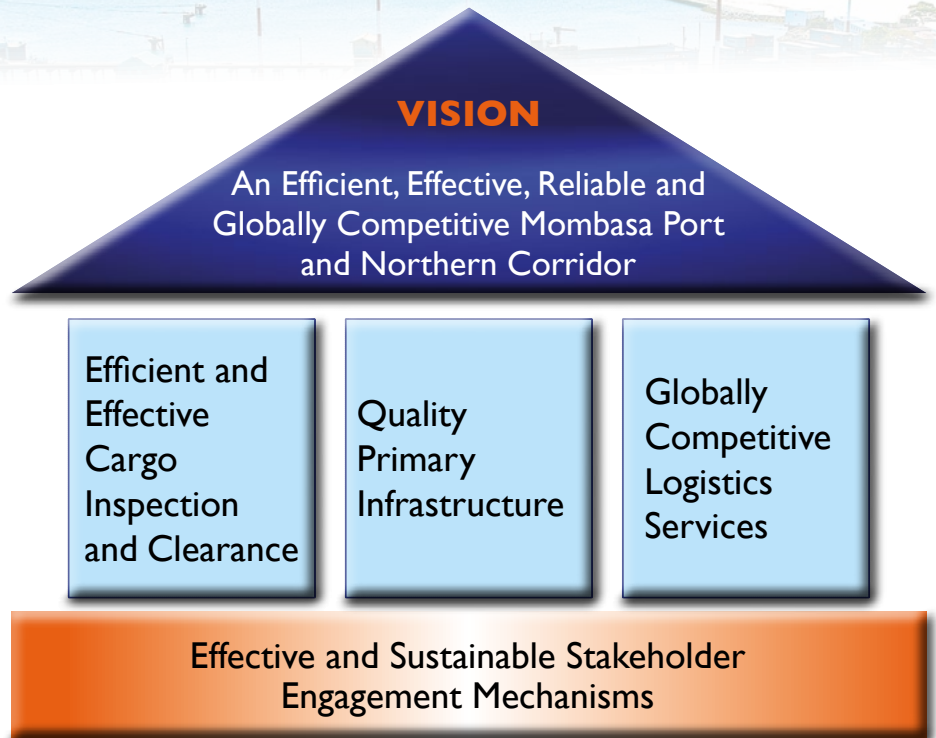 VISION
An Efficient, Effective, Reliable and
Globally Competitive Mombasa Port
and Northern Corridor
Efficient and
Effective
Cargo
Inspection
and Clearance
Quality
Primary
Infrastructure
Globally
Competitive
Logistics
Services
Effective and Sustainable Stakeholder
Engagement Mechanisms